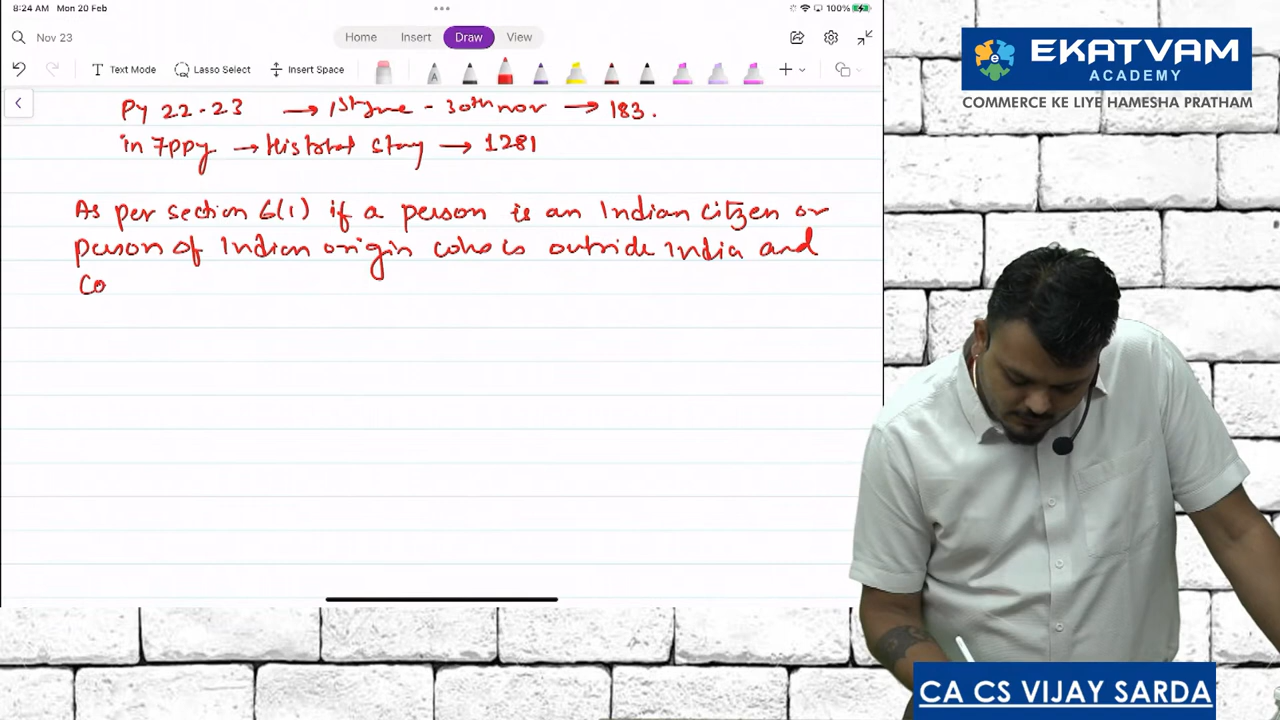 8:24 AM Mon 20 Feb
100%
Nov 23
Home Insert Draw View
Text Mode Lasso Select Insert Space
Py 22-23 → 1st June - 30th nov → 183.
in 7ppy → His total stay → 1281
As per section 6(1) if a person is an Indian citizen or
person of Indian origin who is outside India and
Co
EKATVAM
ACADEMY
COMMERCE KE LIYE HAMESHA PRATHAM
CA CS VIJAY SARDA